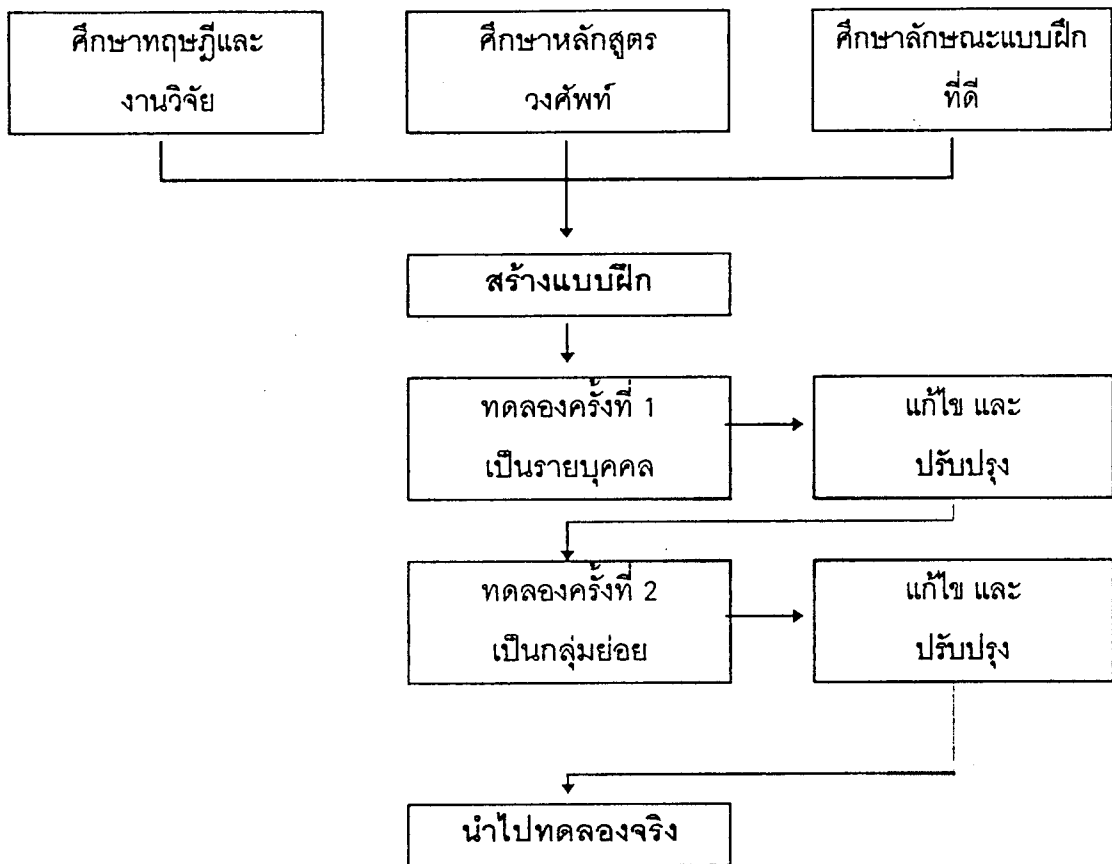 ศึกษาทฤษฎีและ
งานวิจัย
ศึกษาหลักสูตร
วงศัพท์
ศึกษาลักษณะแบบฝึก
ที่ดี
สร้างแบบฝึก
ทดลองครั้งที่ 1
เป็นรายบุคคล
แก้ไข และ
ปรับปรุง
ทดลองครั้งที่ 2
เป็นกลุ่มย่อย
แก้ไข และ
ปรับปรุง
นำไปทดลองจริง